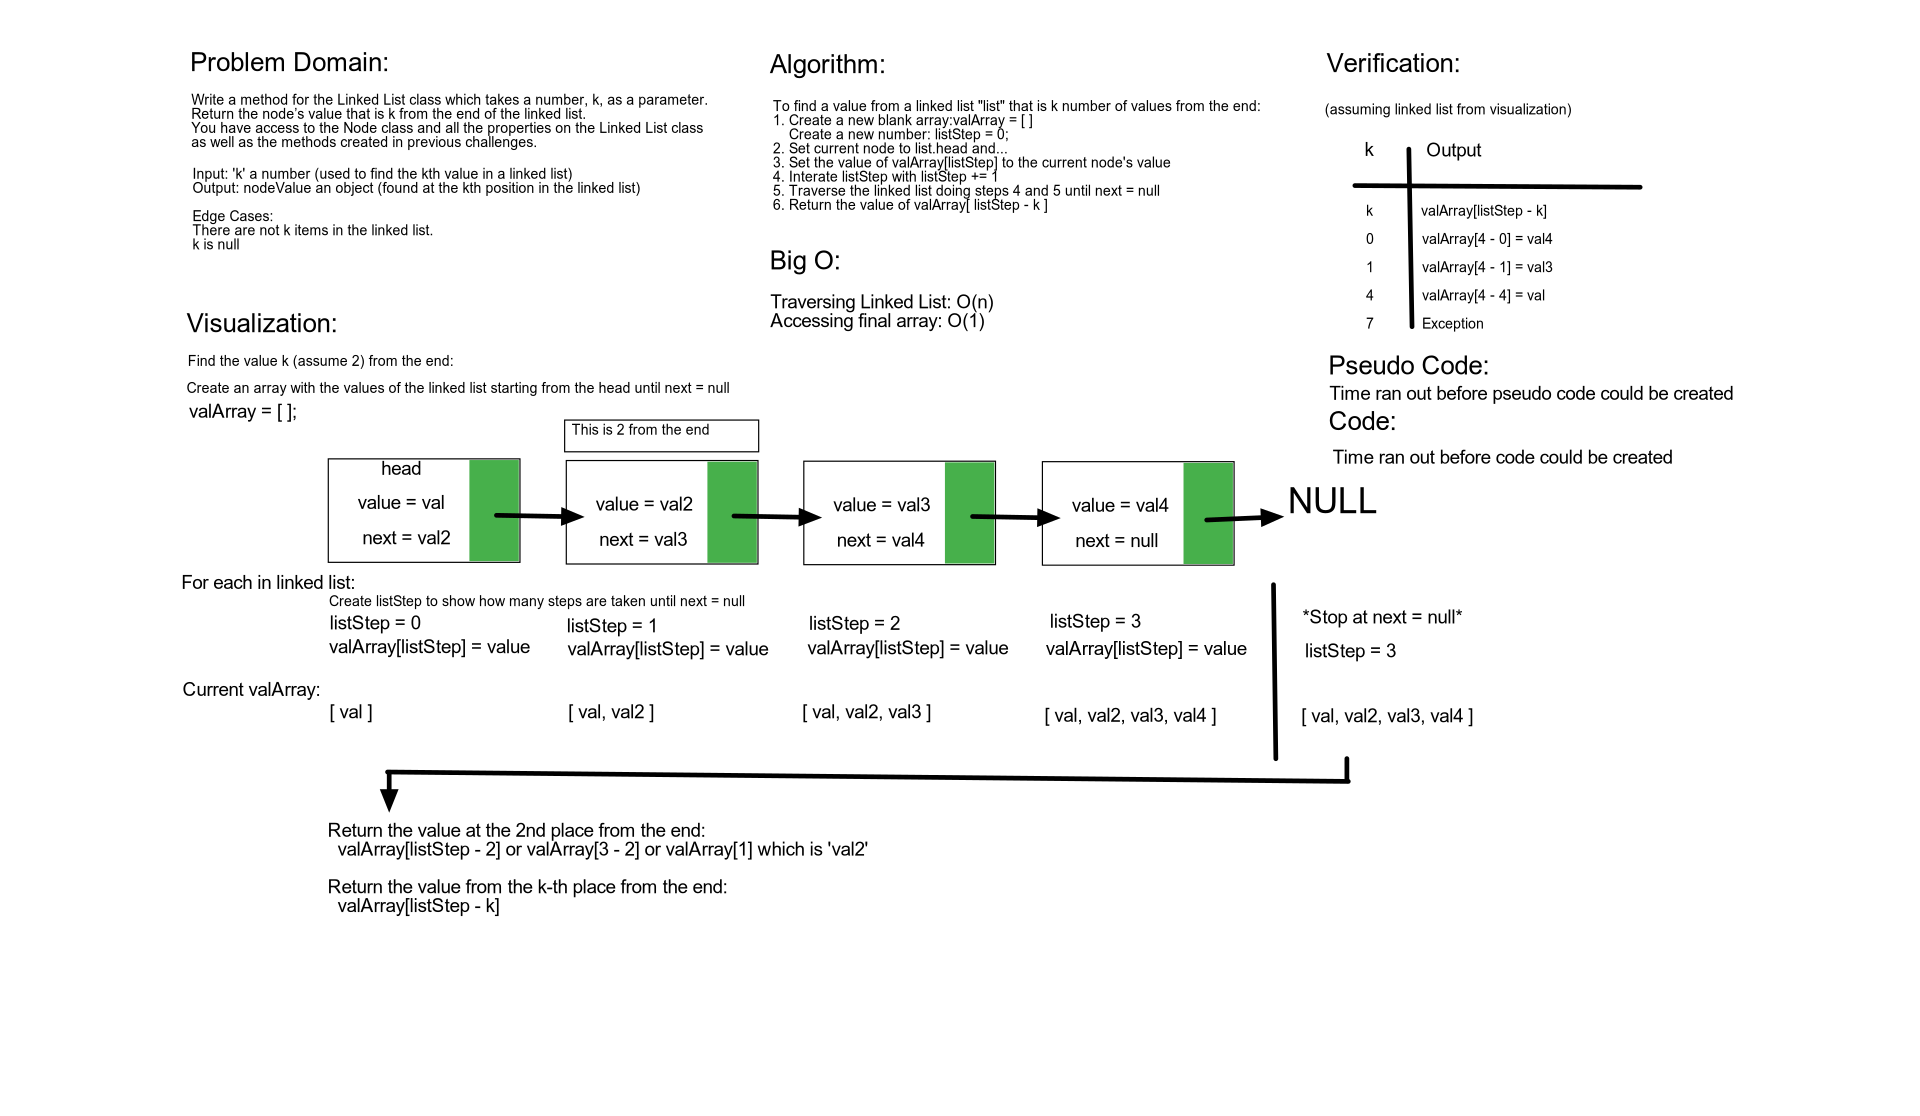 Problem Domain:
Write a method for the Linked List class which takes a number, k, as a parameter.
Return the node’s value that is k from the end of the linked list.
You have access to the Node class and all the properties on the Linked List class
as well as the methods created in previous challenges.
Input: 'k' a number (used to find the kth value in a linked list)
Output: nodeValue an object (found at the kth position in the linked list)
Edge Cases:
There are not k items in the linked list.
k is null
Algorithm:
To find a value from a linked list "list" that is k number of values from the end:
1. Create a new blank array:valArray = [ ]
Create a new number: listStep = 0;
2. Set current node to list.head and...
3. Set the value of valArray[listStep] to the current node's value
4. Interate listStep with listStep += 1
5. Traverse the linked list doing steps 4 and 5 until next = null
6. Return the value of valArray[ listStep - k ]
Big O:
Traversing Linked List: O(n)
Accessing final array: O(1)
Verification:
(assuming linked list from visualization)
k Output
k valArray[listStep - k]
0 valArray[4 - 0] = val4
1 valArray[4 - 1] = val3
4 valArray[4 - 4] = val
7 Exception
Pseudo Code:
Time ran out before pseudo code could be created
Code:
Time ran out before code could be created
Visualization:
Find the value k (assume 2) from the end:
Create an array with the values of the linked list starting from the head until next = null
valArray = [ ];
This is 2 from the end
head
value = val
next = val2
value = val2
next = val3
value = val3
next = val4
value = val4
next = null
NULL
For each in linked list:
Create listStep to show how many steps are taken until next = null
listStep = 0
valArray[listStep] = value
listStep = 1
valArray[listStep] = value
listStep = 2
valArray[listStep] = value
listStep = 3
valArray[listStep] = value
*Stop at next = null*
listStep = 3
Current valArray:
[ val ]
[ val, val2 ]
[ val, val2, val3 ]
[ val, val2, val3, val4 ]
[ val, val2, val3, val4 ]
Return the value at the 2nd place from the end:
valArray[listStep - 2] or valArray[3 - 2] or valArray[1] which is 'val2'
Return the value from the k-th place from the end:
valArray[listStep - k]